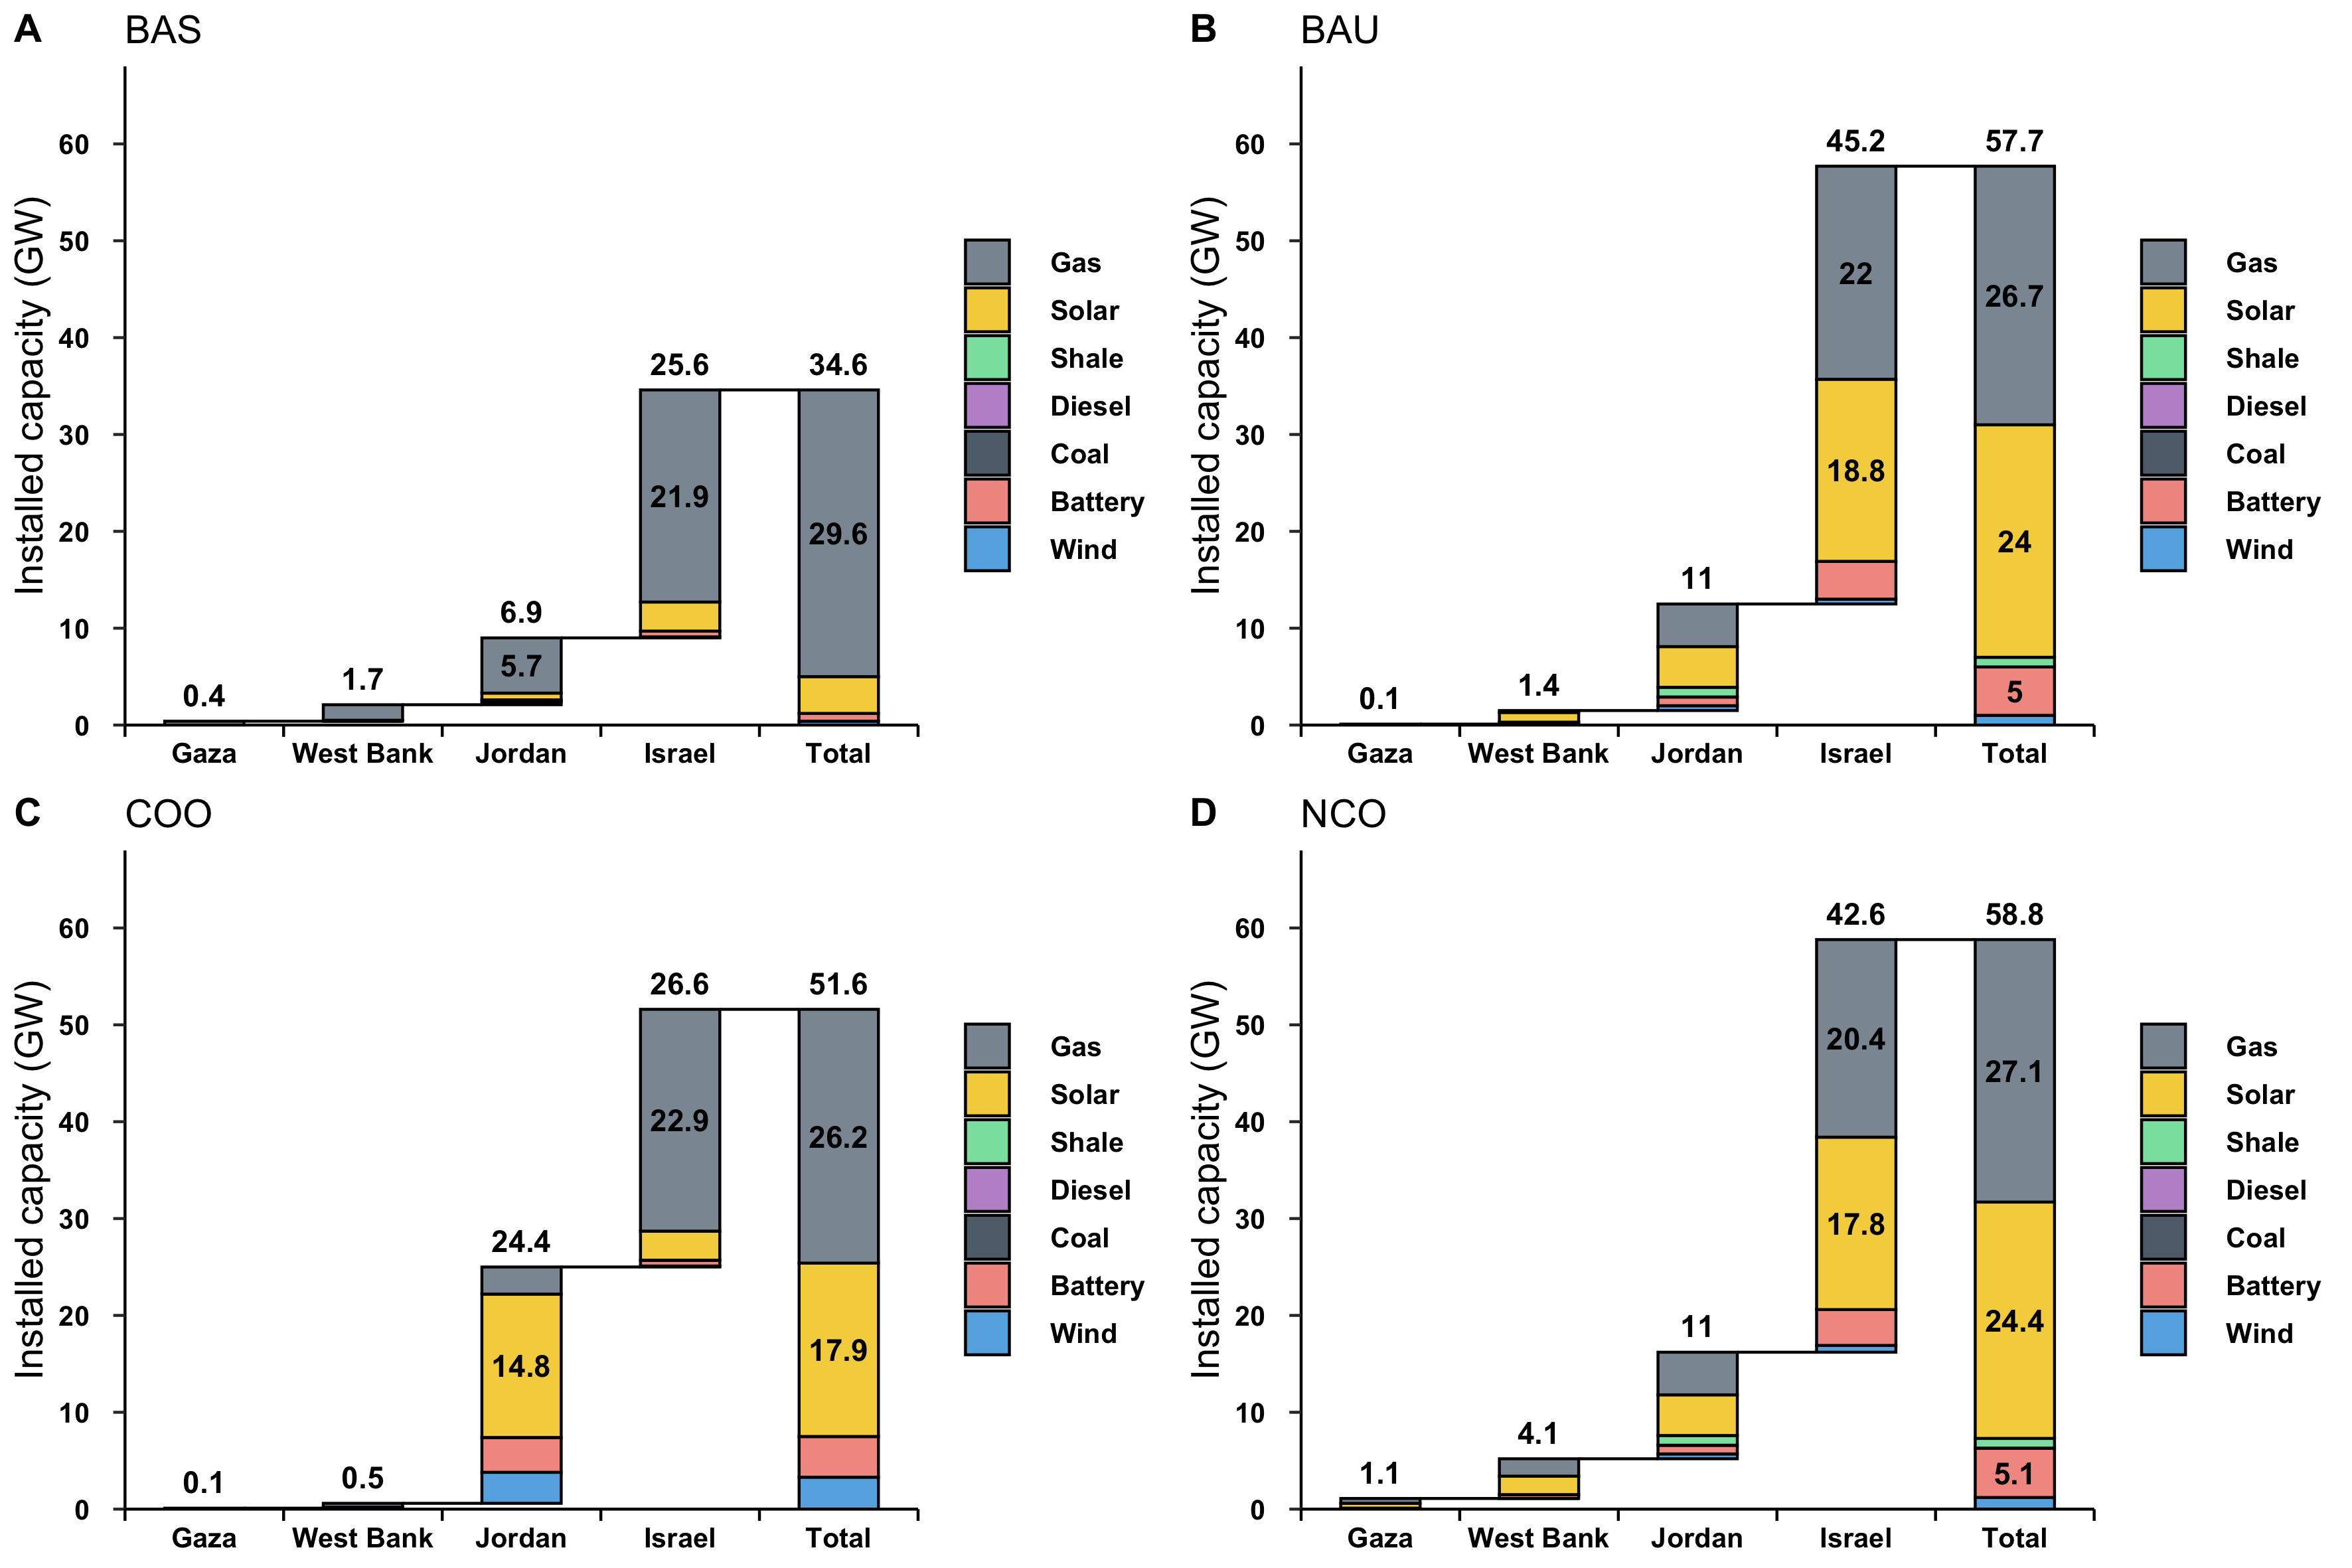 A BAS
Installed capacity (GW)
60
50
40
30
20
10
0
0.4
1.7
6.9
5.7
25.6
21.9
34.6
29.6
Gaza West Bank Jordan Israel Total
Gas
Solar
Shale
Diesel
Coal
Battery
Wind
B BAU
Installed capacity (GW)
60
50
40
30
20
10
0
0.1
1.4
11
45.2
22
18.8
57.7
26.7
24
5
Gaza West Bank Jordan Israel Total
Gas
Solar
Shale
Diesel
Coal
Battery
Wind
C COO
Installed capacity (GW)
60
50
40
30
20
10
0
0.1
0.5
24.4
14.8
26.6
22.9
51.6
26.2
17.9
Gaza West Bank Jordan Israel Total
Gas
Solar
Shale
Diesel
Coal
Battery
Wind
D NCO
Installed capacity (GW)
60
50
40
30
20
10
0
1.1
4.1
11
42.6
20.4
17.8
58.8
27.1
24.4
5.1
Gaza West Bank Jordan Israel Total
Gas
Solar
Shale
Diesel
Coal
Battery
Wind